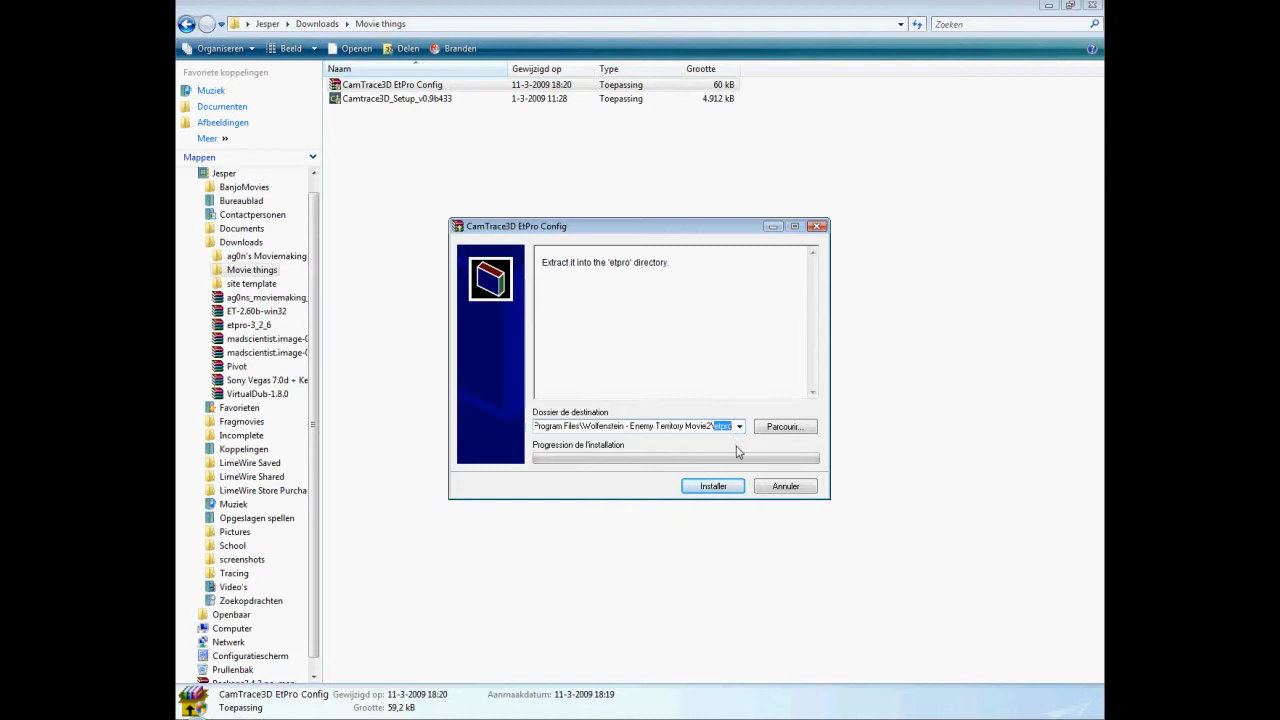 Jesper ▸ Downloads ▸ Movie things
Zoeken
Organiseren Beeld Openen Delen Branden
Favoriete koppelingen
Muziek
Documenten
Afbeeldingen
Meer »
Mappen
Jesper
BanjoMovies
Bureaublad
Contactpersonen
Documents
Downloads
ag0n's Moviemaking
Movie things
site template
ag0ns_moviemaking_
ET-2.60b-win32
etpro-3_2_6
madscientist.image-0
madscientist.image-0
Pivot
Sony Vegas 7.0d + Ke
VirtualDub-1.8.0
Favorieten
Fragmovies
Incomplete
Koppelingen
LimeWire Saved
LimeWire Shared
LimeWire Store Purcha
Muziek
Opgeslagen spellen
Pictures
School
screenshots
Tracing
Video's
Zoekopdrachten
Openbaar
Computer
Netwerk
Configuratiescherm
Prullenbak
Naam Gewijzigd op Type Grootte
CamTrace3D EtPro Config 11-3-2009 18:20 Toepassing 60 kB
Camtrace3D_Setup_v0.9b433 1-3-2009 11:28 Toepassing 4.912 kB
CamTrace3D EtPro Config
Extract it into the 'etpro' directory.
Dossier de destination
Program Files\Wolfenstein - Enemy Territory Movie2\etpro
Parcourir...
Progression de l'installation
Installer Annuler
CamTrace3D EtPro Config Gewijzigd op: 11-3-2009 18:20 Aanmaakdatum: 11-3-2009 18:19
Toepassing Grootte: 59,2 kB